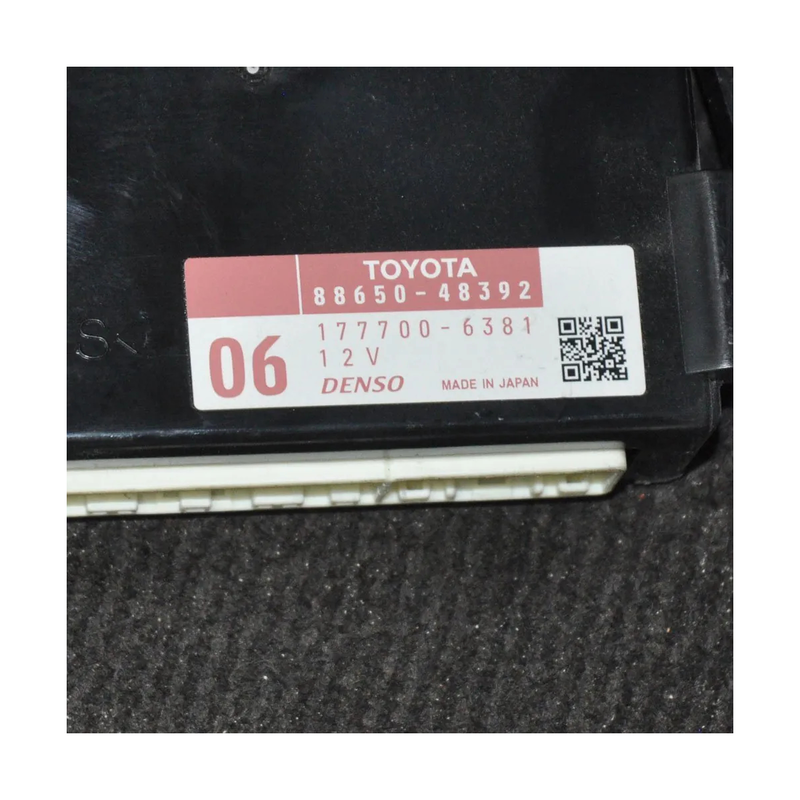 TOYOTA
88650-48392
177700-6381
12V
06
DENSO MADE IN JAPAN